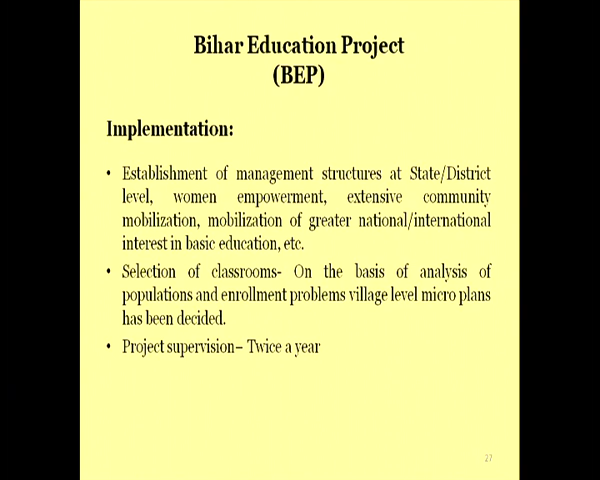 Bihar Education Project
(BEP)
Implementation:
• Establishment of management structures at State/District
level, women empowerment, extensive community
mobilization, mobilization of greater national/international
interest in basic education, etc.
• Selection of classrooms- On the basis of analysis of
populations and enrollment problems village level micro plans
has been decided.
• Project supervision– Twice a year
27